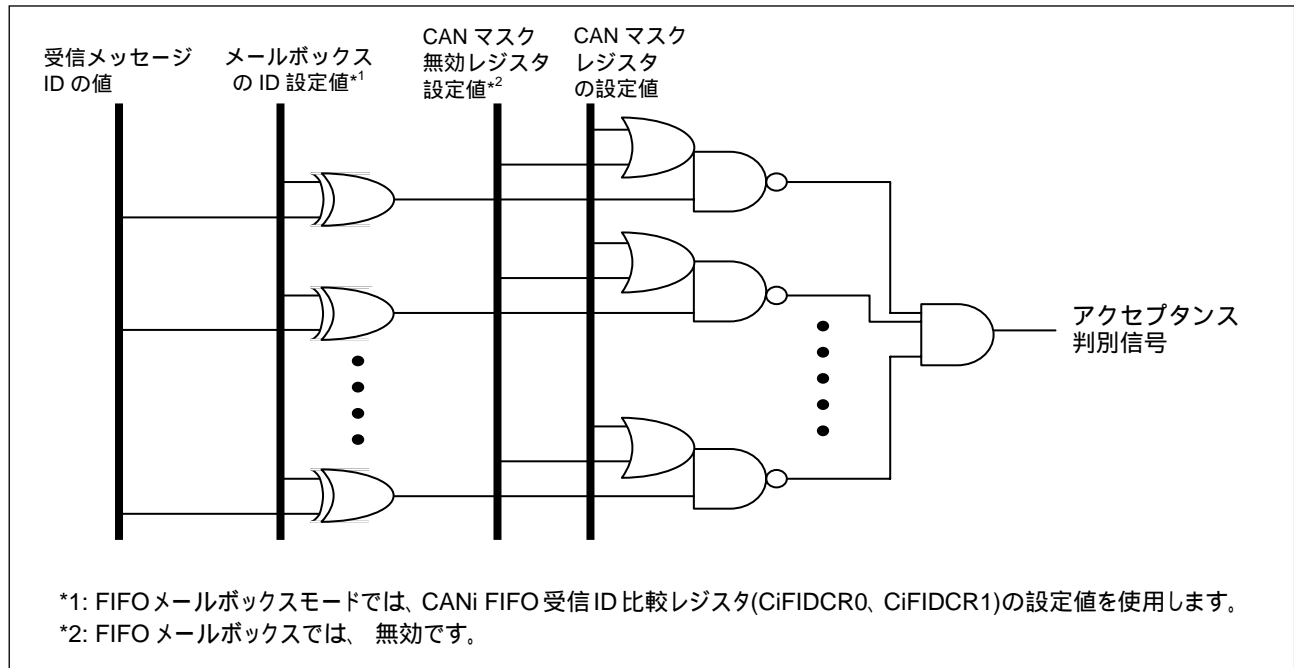 受信メッセージ
ID の値
メールボックス
の ID 設定値*1
CAN マスク
無効レジスタ
設定値*2
CAN マスク
レジスタ
の設定値
アクセプタンス
判別信号
*1: FIFOメールボックスモードでは、CANi FIFO 受信ID 比較レジスタ(CiFIDCR0、CiFIDCR1)の設定値を使用します。
*2: FIFO メールボックスでは、 無効です。